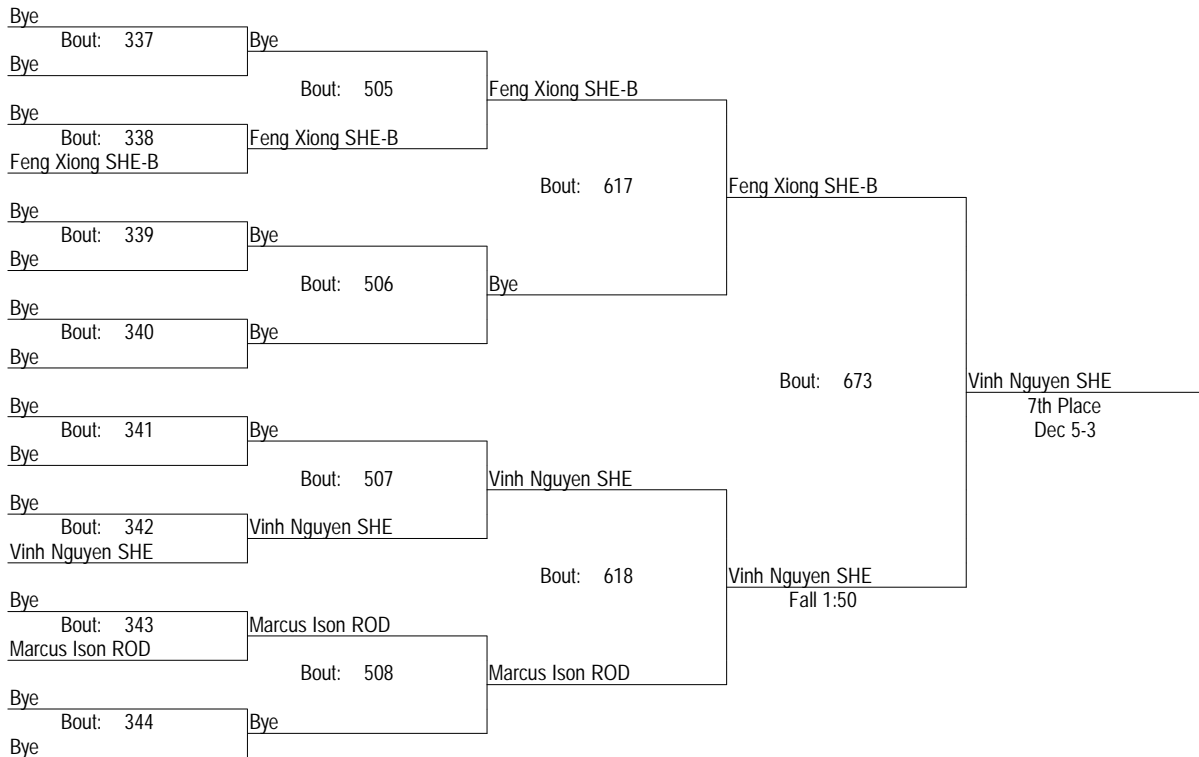 Bye
Bout: 337
Bye
Bye
Bout: 505
Bye
Feng Xiong SHE-B
Bout: 338
Feng Xiong SHE-B
Feng Xiong SHE-B
Bout: 617
Feng Xiong SHE-B
Bye
Bout: 339
Bye
Bye
Bout: 506
Bye
Bye
Bout: 340
Bye
Bye
Bout: 673
Vinh Nguyen SHE
7th Place
Dec 5-3
Bye
Bout: 341
Bye
Bye
Bout: 507
Vinh Nguyen SHE
Bye
Bout: 342
Vinh Nguyen SHE
Vinh Nguyen SHE
Bout: 618
Vinh Nguyen SHE
Fall 1:50
Bye
Bout: 343
Marcus Ison ROD
Marcus Ison ROD
Bout: 508
Marcus Ison ROD
Bye
Bout: 344
Bye
Bye